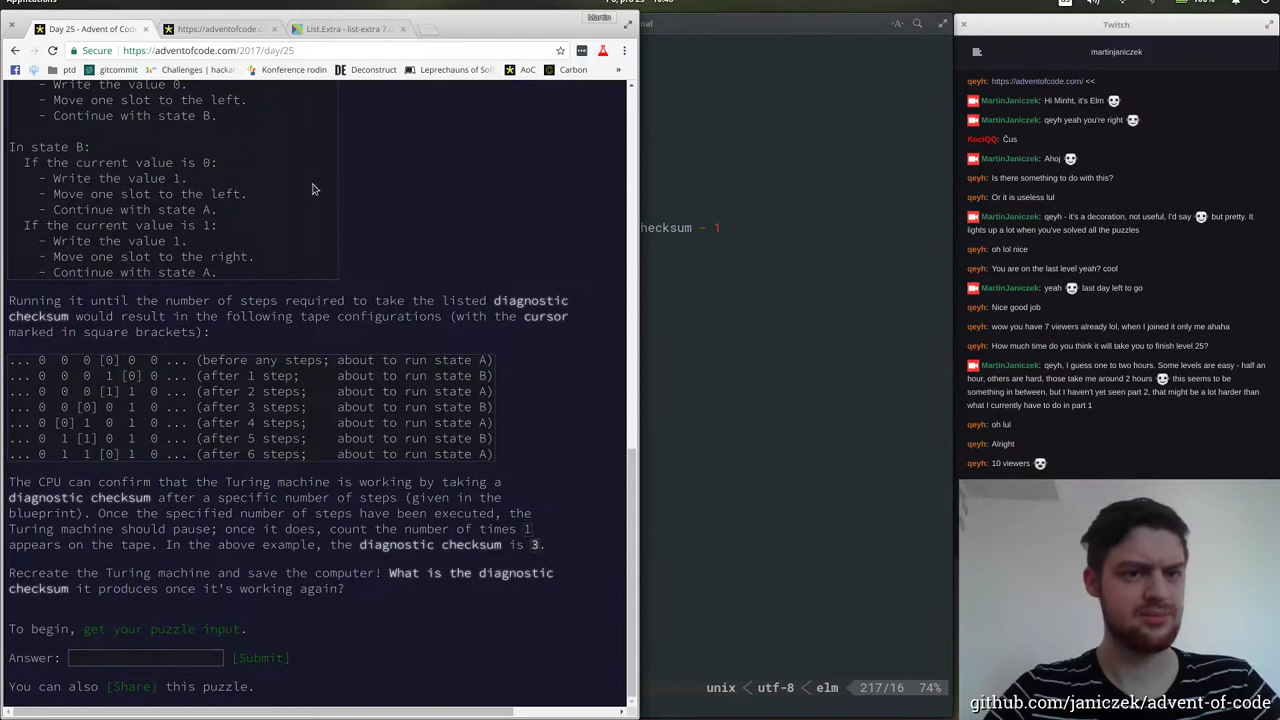 Applications
Martin
Day 25 - Advent of Cod
https://adventofcode.com
List.Extra - list-extra 7.
Secure
https://adventofcode.com/2017/day/25
ptd
gitcommit
Challenges | hackar
Konference rodin
DE Deconstruct
Leprechauns of Soft
AoC
Carbon
»
- Write the value 0.
- Move one slot to the left.
- Continue with state B.
In state B:
If the current value is 0:
- Write the value 1.
- Move one slot to the left.
- Continue with state A.
If the current value is 1:
- Write the value 1.
- Move one slot to the right.
- Continue with state A.
Running it until the number of steps required to take the listed diagnostic
checksum would result in the following tape configurations (with the cursor
marked in square brackets):
... 0 0 0 [0] 0 0 ... (before any steps; about to run state A)
... 0 0 0 1 [0] 0 ... (after 1 step; about to run state B)
... 0 0 0 [1] 1 0 ... (after 2 steps; about to run state A)
... 0 0 [0] 0 1 0 ... (after 3 steps; about to run state B)
... 0 [0] 1 0 1 0 ... (after 4 steps; about to run state A)
... 0 1 [1] 0 1 0 ... (after 5 steps; about to run state B)
... 0 1 1 [0] 1 0 ... (after 6 steps; about to run state A)
The CPU can confirm that the Turing machine is working by taking a
diagnostic checksum after a specific number of steps (given in the
blueprint). Once the specified number of steps have been executed, the
Turing machine should pause; once it does, count the number of times 1
appears on the tape. In the above example, the diagnostic checksum is 3.
Recreate the Turing machine and save the computer! What is the diagnostic
checksum it produces once it's working again?
To begin, get your puzzle input.
Answer: [Submit]
You can also [Share] this puzzle.
hecksum - 1
unix utf-8 elm 217/16 74%
Twitch
martinjaniczek
qeyh: https://adventofcode.com/ <<
MartinJaniczek: Hi Minht, it's Elm
MartinJaniczek: qeyh yeah you're right
KociQQ: Čus
MartinJaniczek: Ahoj
qeyh: Is there something to do with this?
qeyh: Or it is useless lul
MartinJaniczek: qeyh - it's a decoration, not useful, I'd say but pretty. It
lights up a lot when you've solved all the puzzles
qeyh: oh lol nice
qeyh: You are on the last level yeah? cool
MartinJaniczek: yeah last day left to go
qeyh: Nice good job
qeyh: wow you have 7 viewers already lol, when I joined it only me ahaha
qeyh: How much time do you think it will take you to finish level 25?
MartinJaniczek: qeyh, I guess one to two hours. Some levels are easy - half an
hour, others are hard, those take me around 2 hours this seems to be
something in between, but I haven't yet seen part 2, that might be a lot harder than
what I currently have to do in part 1
qeyh: oh lul
qeyh: Alright
qeyh: 10 viewers
github.com/janiczek/advent-of-code